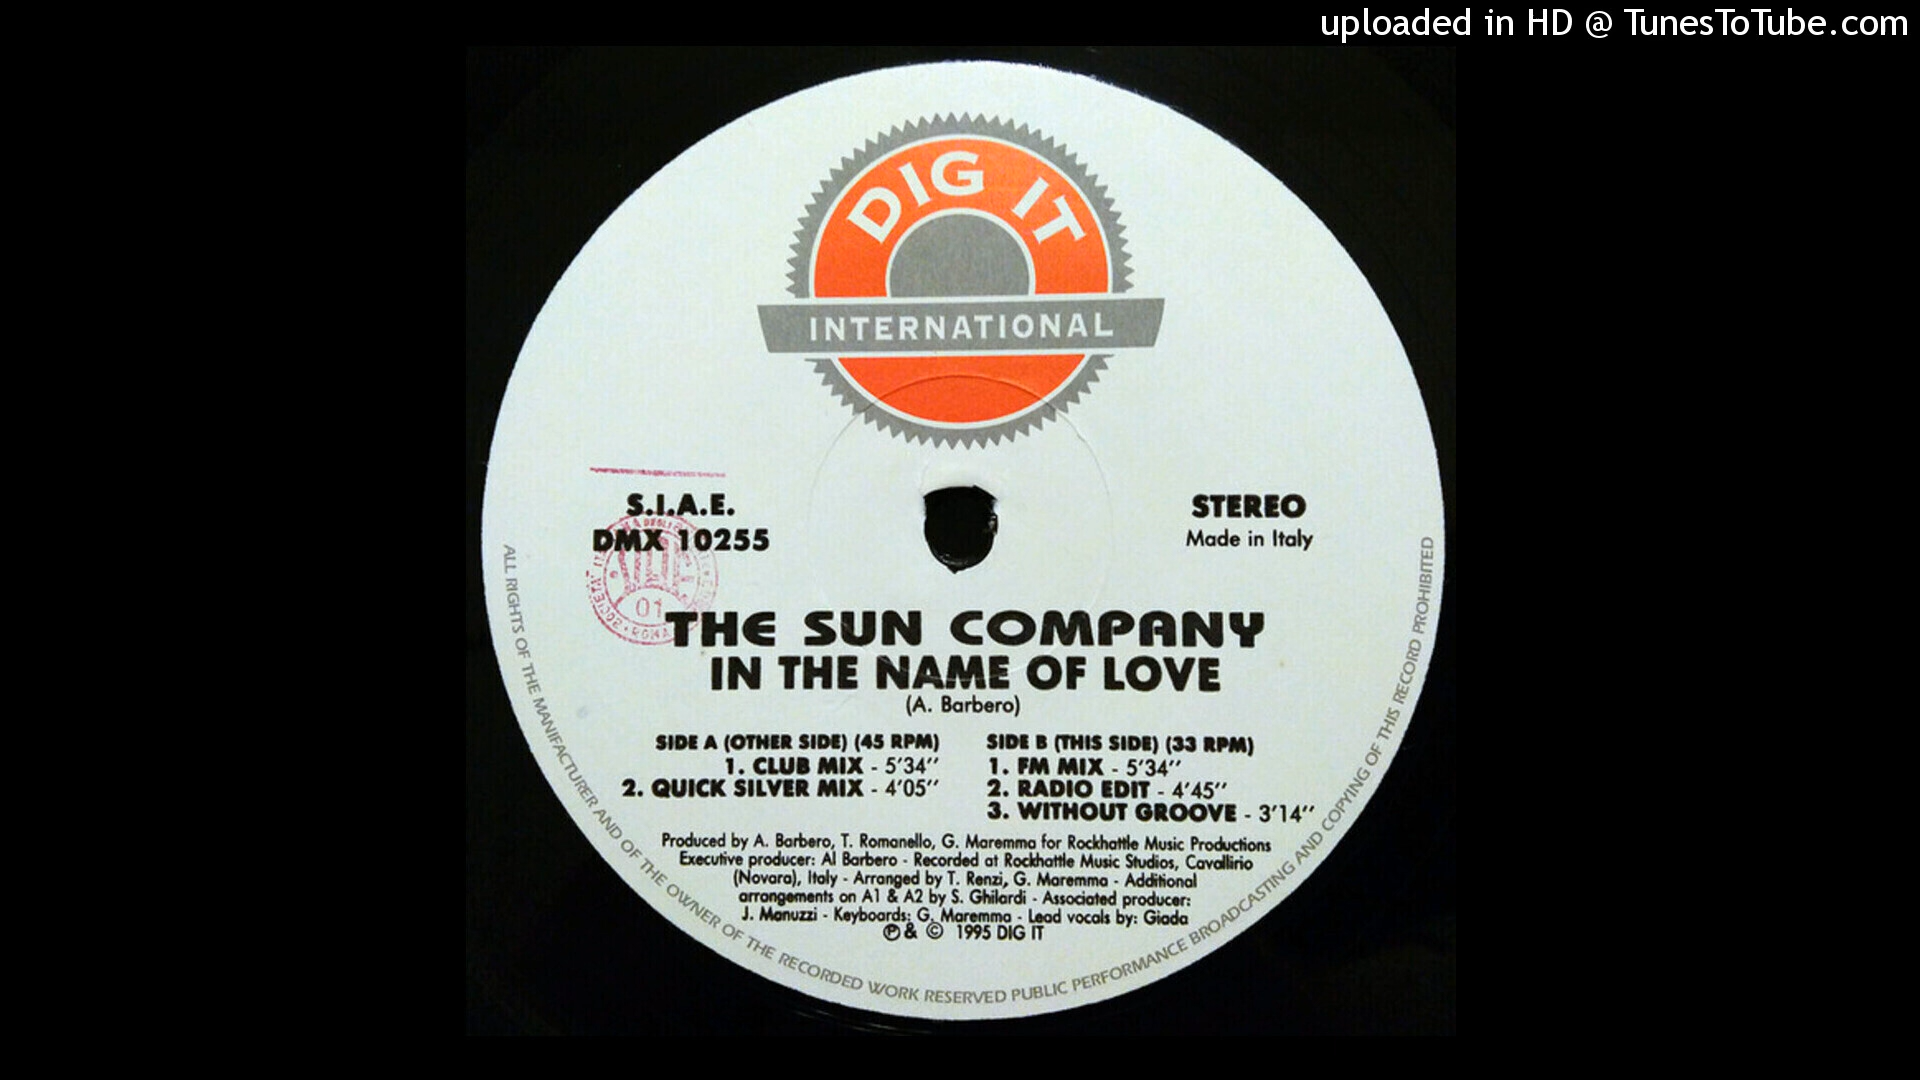 uploaded in HD @ TunesToTube.com
DIG IT
INTERNATIONAL
S.I.A.E.
DMX 10255
STEREO
Made in Italy
01
ROMA
THE SUN COMPANY
IN THE NAME OF LOVE
(A. Barbero)
SIDE A (OTHER SIDE) (45 RPM)
1. CLUB MIX - 5'34''
2. QUICK SILVER MIX - 4'05''
SIDE B (THIS SIDE) (33 RPM)
1. FM MIX - 5'34''
2. RADIO EDIT - 4'45''
3. WITHOUT GROOVE - 3'14''
Produced by A. Barbero, T. Romanello, G. Maremma for Rockhattle Music Productions
Executive producer: Al Barbero - Recorded at Rockhattle Music Studios, Cavallirio
(Novara), Italy - Arranged by T. Renzi, G. Maremma - Additional
arrangements on A1 & A2 by S. Ghilardi - Associated producer:
J. Manuzzi - Keyboards: G. Maremma - Lead vocals by: Giada
℗ & © 1995 DIG IT
ALL RIGHTS OF THE MANIFACTURER AND OF THE OWNER OF THE RECORDED WORK RESERVED PUBLIC PERFORMANCE BROADCASTING AND COPYING OF THIS RECORD PROHIBITED